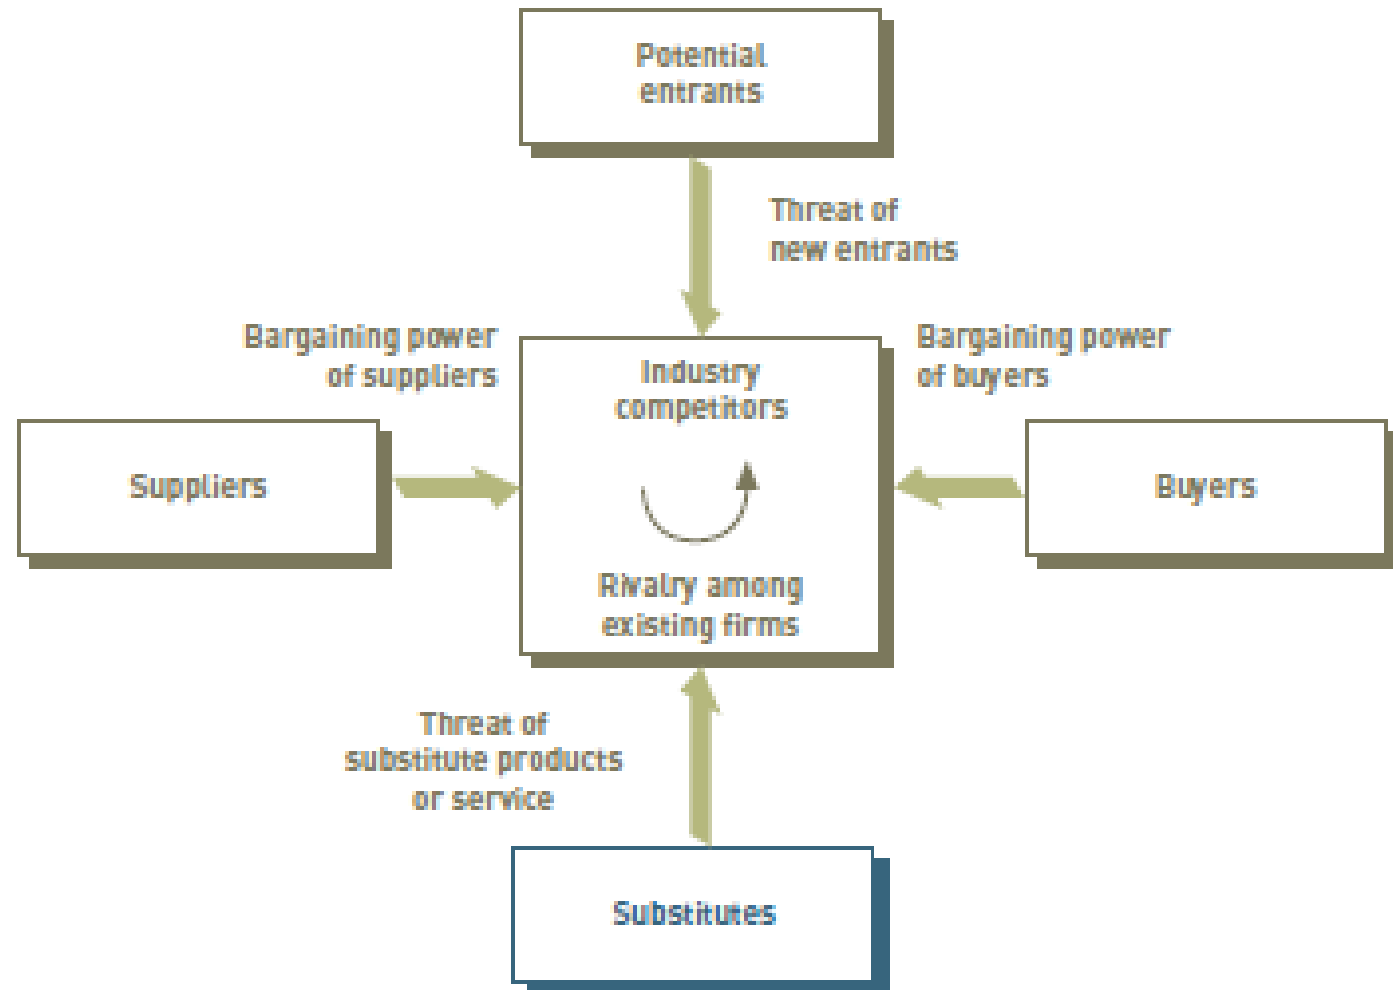 Potential
entrants
Threat of
new entrants
Bargaining power
of suppliers
Bargaining power
of buyers
Industry
competitors
Suppliers
Buyers
Rivalry among
existing firms
Threat of
substitute products
or service
Substitutes